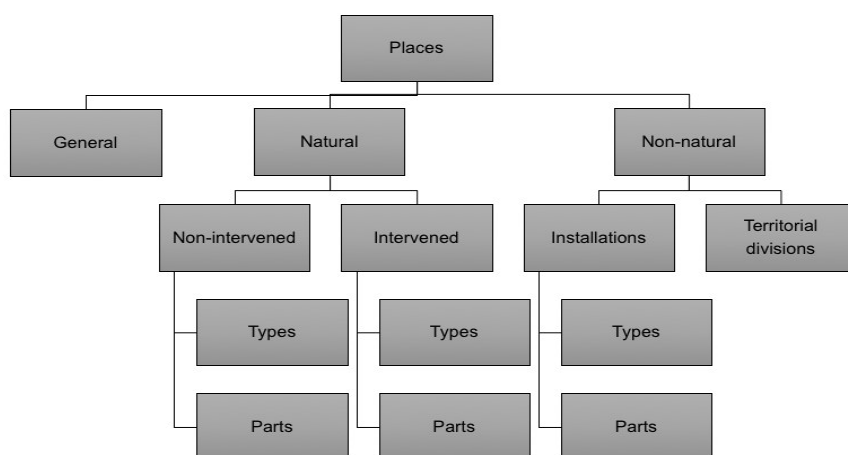 Places
General
Natural
Non-natural
Non-intervened
Intervened
Installations
Territorial
divisions
Types
Types
Types
Parts
Parts
Parts